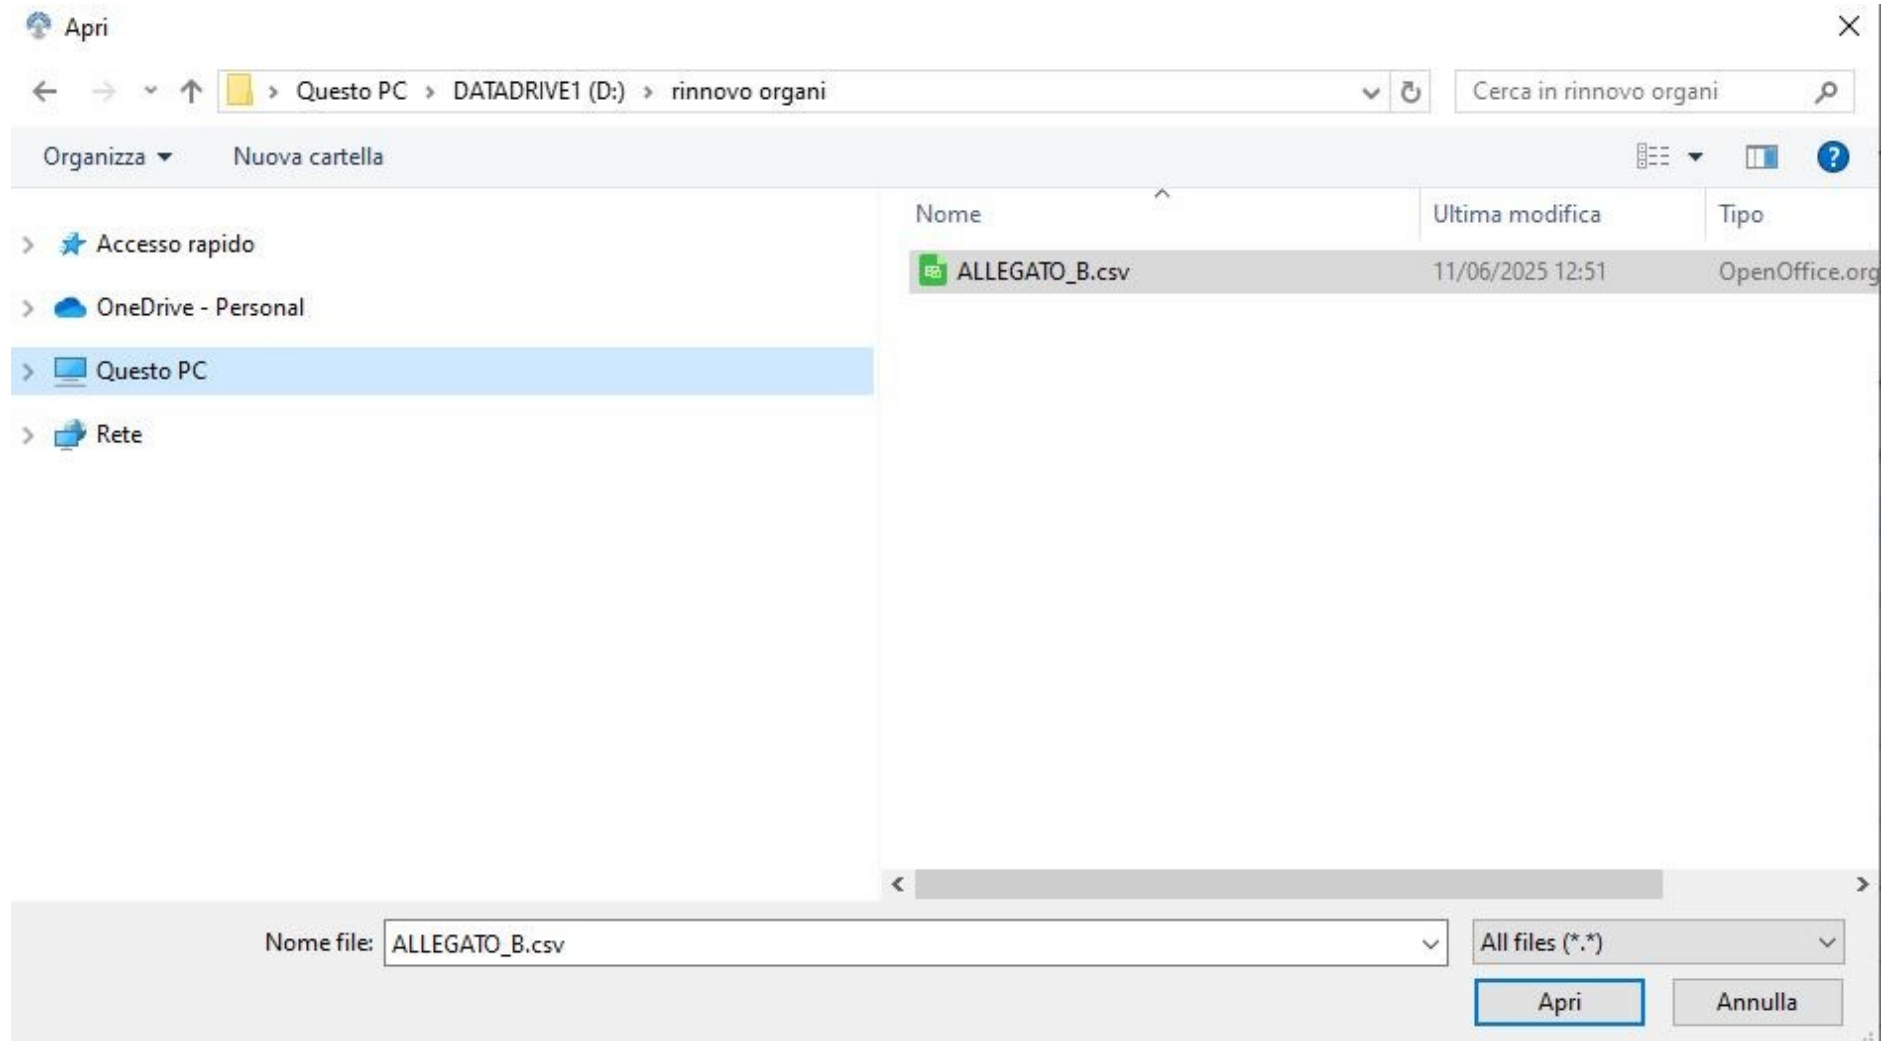 Apri
Questo PC > DATADRIVE1 (D:) > rinnovo organi
Cerca in rinnovo organi
Organizza
Nuova cartella
?
Nome
Ultima modifica
Tipo
Accesso rapido
OneDrive - Personal
Questo PC
Rete
ALLEGATO_B.csv
11/06/2025 12:51
OpenOffice.org
Nome file:
ALLEGATO_B.csv
All files (*.*)
Apri
Annulla